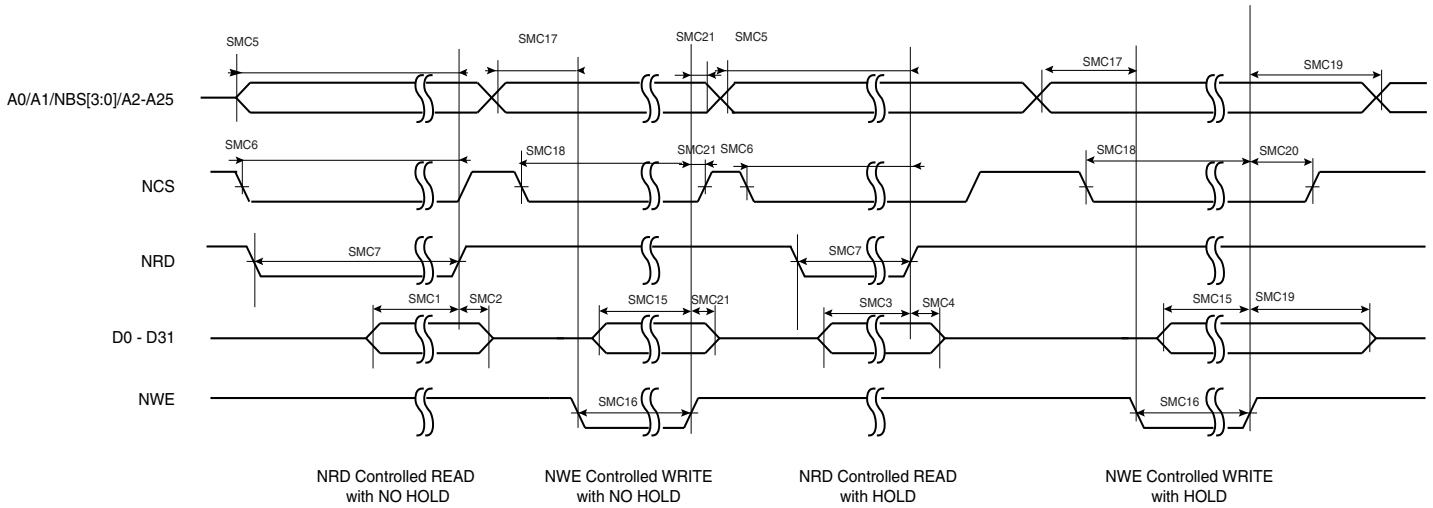 SMC5 SMC17 SMC21 SMC5 SMC17 SMC19
A0/A1/NBS[3:0]/A2-A25
SMC6 SMC18 SMC21 SMC6 SMC18 SMC20
NCS
SMC7 SMC7
NRD
SMC1 SMC2 SMC15 SMC21 SMC3 SMC4 SMC15 SMC19
D0 - D31
NWE
SMC16 SMC16
NRD Controlled READ
with NO HOLD
NWE Controlled WRITE
with NO HOLD
NRD Controlled READ
with HOLD
NWE Controlled WRITE
with HOLD